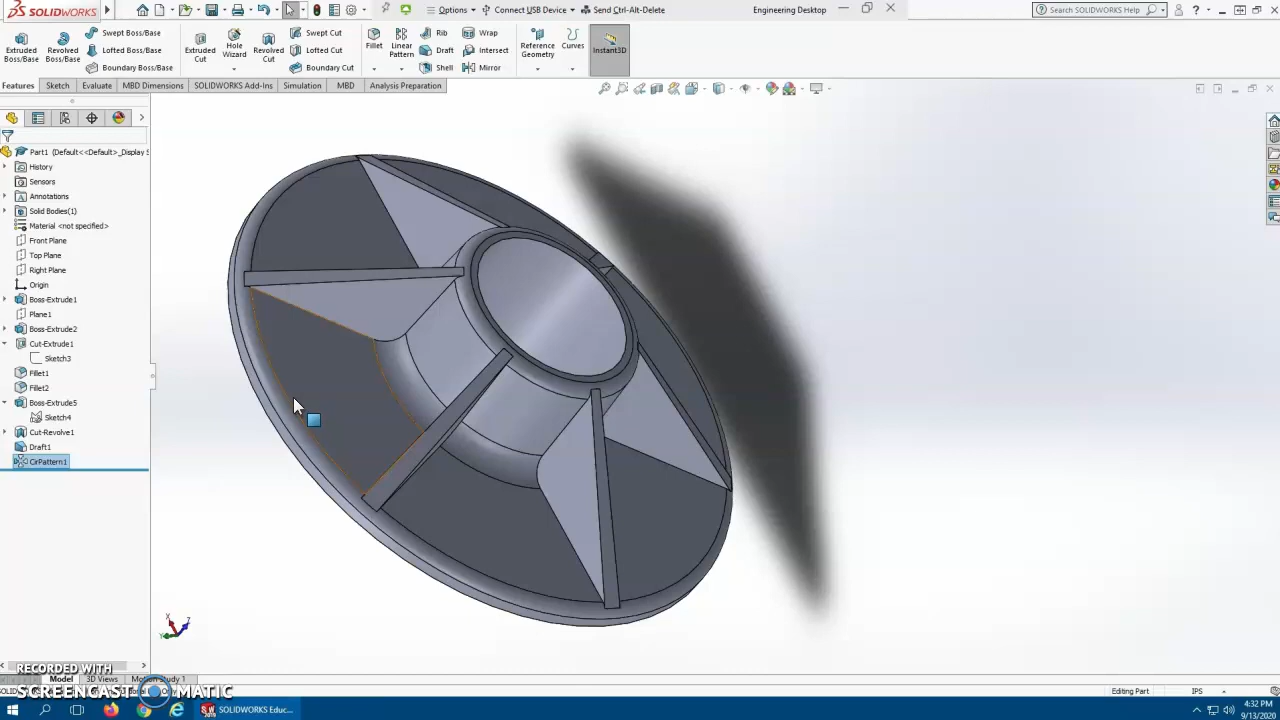 SOLIDWORKS
Options
Connect USB Device
Send Ctrl-Alt-Delete
Engineering Desktop
Search SOLIDWORKS Help
Extruded Boss/Base
Revolved Boss/Base
Swept Boss/Base
Lofted Boss/Base
Boundary Boss/Base
Extruded Cut
Hole Wizard
Revolved Cut
Swept Cut
Lofted Cut
Boundary Cut
Fillet
Linear Pattern
Rib
Draft
Shell
Wrap
Intersect
Mirror
Reference Geometry
Curves
Instant3D
Features
Sketch
Evaluate
MBD Dimensions
SOLIDWORKS Add-Ins
Simulation
MBD
Analysis Preparation
Part1 (Default<<Default>_Display S
History
Sensors
Annotations
Solid Bodies(1)
Material <not specified>
Front Plane
Top Plane
Right Plane
Origin
Boss-Extrude1
Plane1
Boss-Extrude2
Cut-Extrude1
Sketch3
Fillet1
Fillet2
Boss-Extrude5
Sketch4
Cut-Revolve1
Draft1
CirPattern1
X
Y
Z
RECORDED WITH
SCREENCAST MATIC
Model
3D Views
Motion Study 1
Editing Part
IPS
SOLIDWORKS Educ...
4:32 PM
9/13/2020